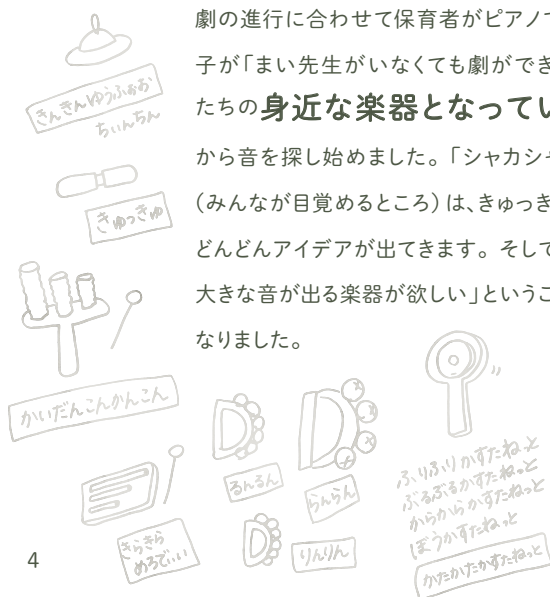 劇の進行に合わせて保育者がピアノ
子が「まい先生がいなくても劇ができ
たちの身近な楽器となってい
から音を探し始めました。「シャカシ
(みんなが目覚めるところ)は、きゅっき
どんどんアイデアが出てきます。そして
大きな音が出る楽器が欲しい」というこ
なりました。
きんきんゆうふぉお
ちぃんちん
きゅっきゅ
かいだんこんかんこん
るんるん
らんらん
りんりん
きらきら
めろでぃい
ふりふりかすたねっと
ぶるぶるかすたねっと
からからかすたねっと
ぼうかすたねっと
かたかたかすたねっと
4